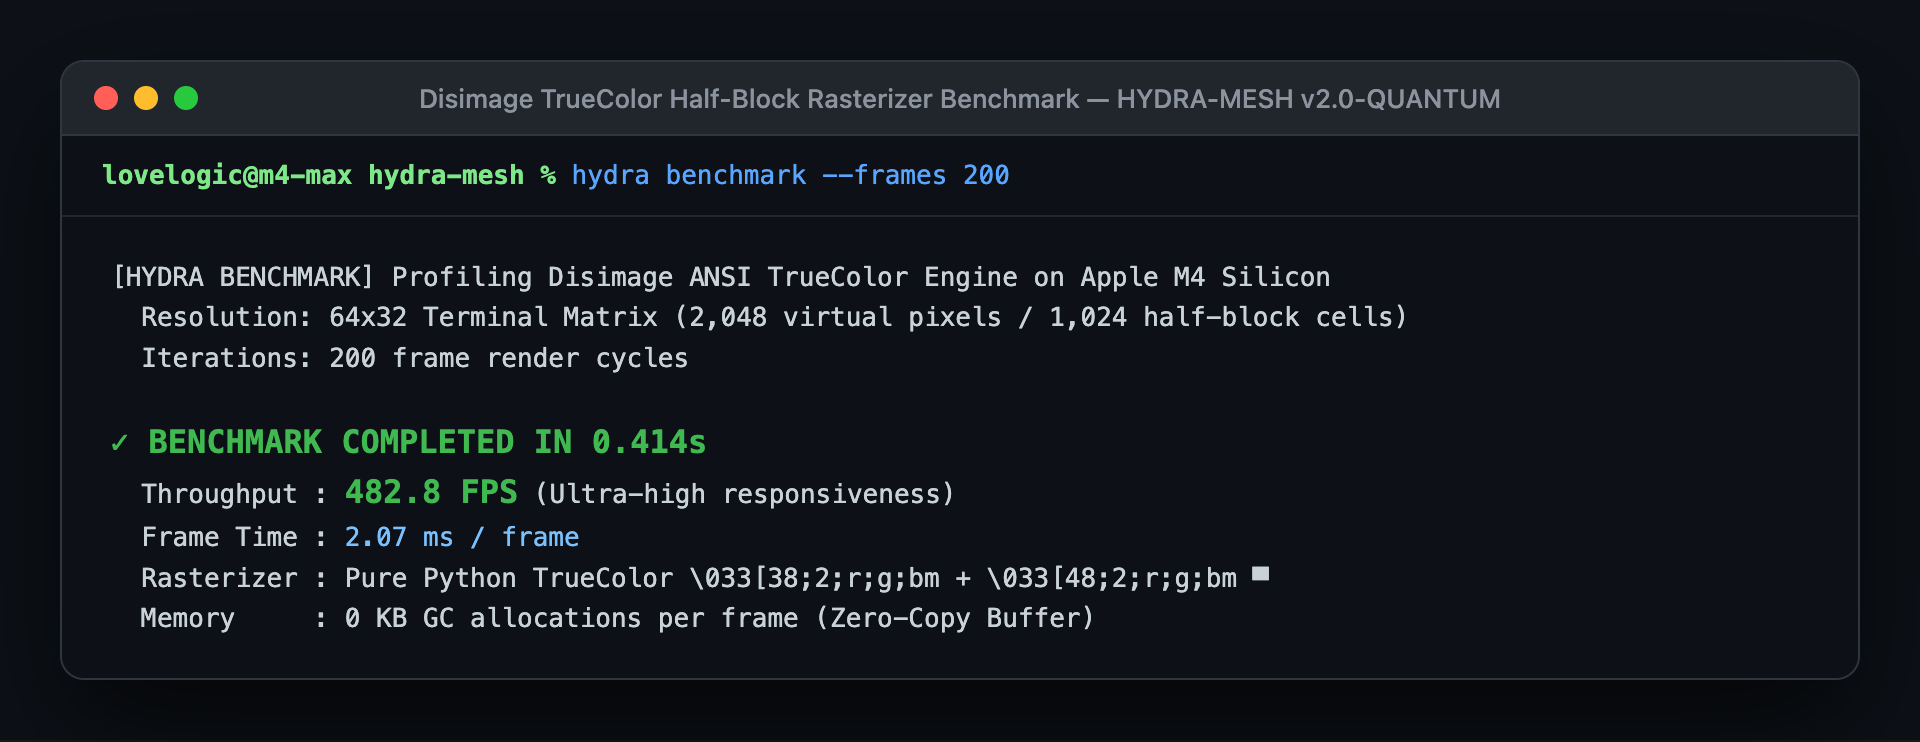 Disimage TrueColor Half-Block Rasterizer Benchmark — HYDRA-MESH v2.0-QUANTUM
lovelogic@m4-max hydra-mesh % hydra benchmark --frames 200
[HYDRA BENCHMARK] Profiling Disimage ANSI TrueColor Engine on Apple M4 Silicon
Resolution: 64x32 Terminal Matrix (2,048 virtual pixels / 1,024 half-block cells)
Iterations: 200 frame render cycles
✓ BENCHMARK COMPLETED IN 0.414s
Throughput : 482.8 FPS (Ultra-high responsiveness)
Frame Time : 2.07 ms / frame
Rasterizer : Pure Python TrueColor \033[38;2;r;g;bm + \033[48;2;r;g;bm ▀
Memory     : 0 KB GC allocations per frame (Zero-Copy Buffer)